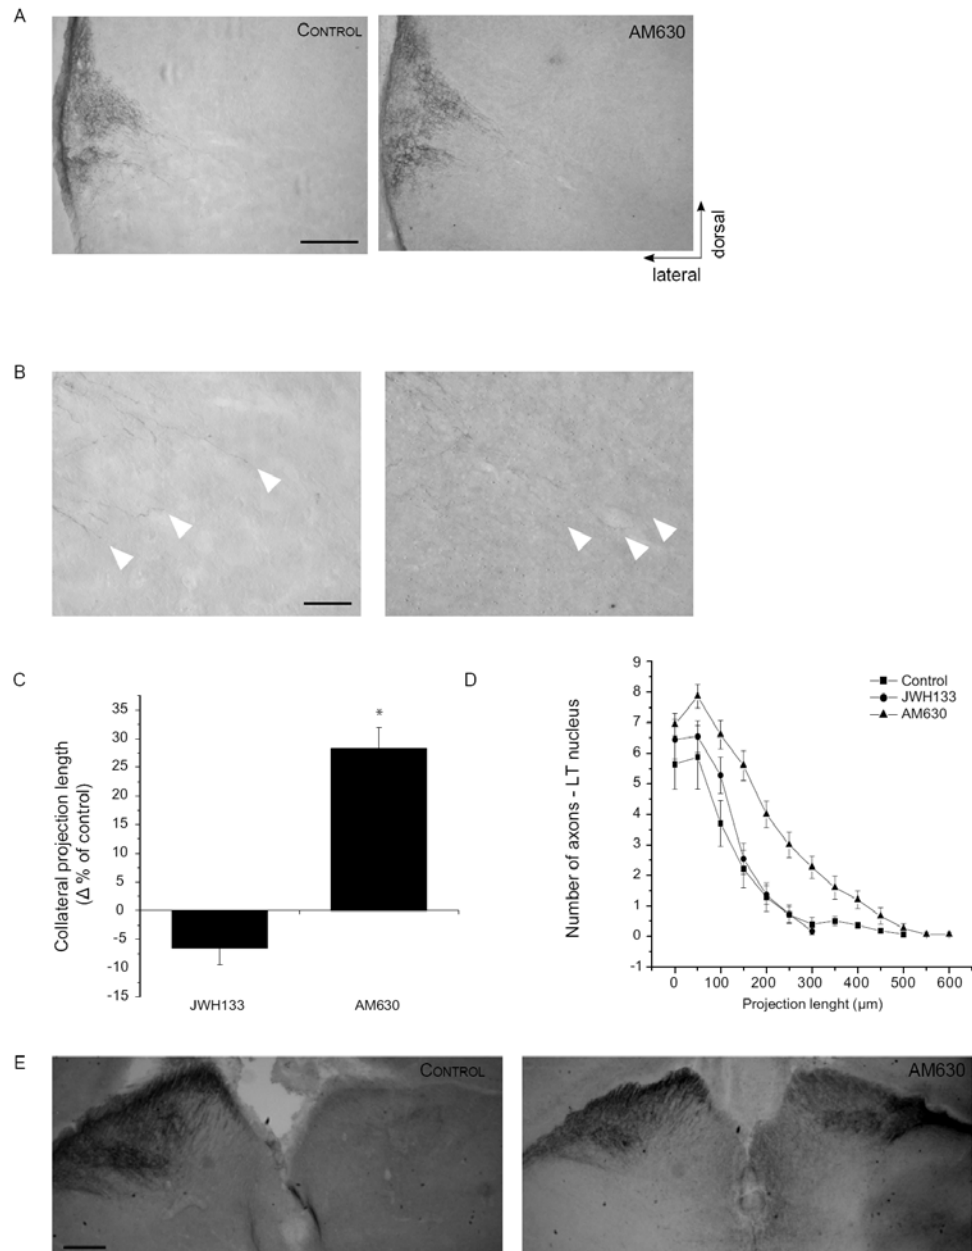 A
CONTROL
AM630
dorsal
lateral
B
C
Collateral projection length
(Δ % of control)
35
30
25
20
15
10
5
0
-5
-10
-15
*
JWH133
AM630
D
Number of axons - LT nucleus
9
8
7
6
5
4
3
2
1
0
-1
Control
JWH133
AM630
0
100
200
300
400
500
600
Projection lenght (µm)
E
CONTROL
AM630